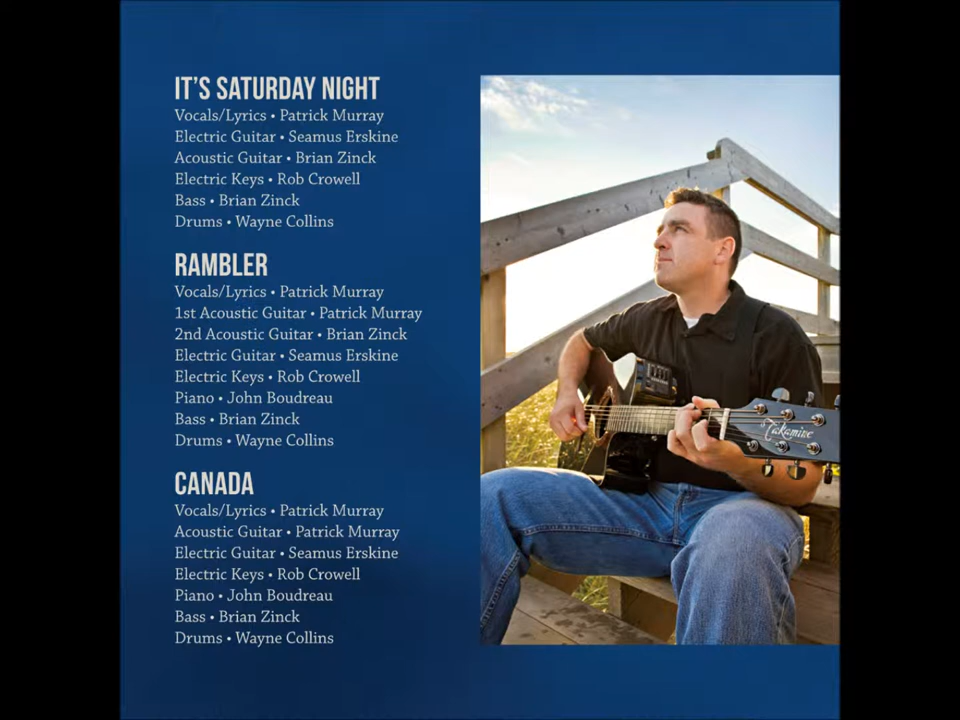 IT'S SATURDAY NIGHT
Vocals/Lyrics • Patrick Murray
Electric Guitar • Seamus Erskine
Acoustic Guitar • Brian Zinck
Electric Keys • Rob Crowell
Bass • Brian Zinck
Drums • Wayne Collins
RAMBLER
Vocals/Lyrics • Patrick Murray
1st Acoustic Guitar • Patrick Murray
2nd Acoustic Guitar • Brian Zinck
Electric Guitar • Seamus Erskine
Electric Keys • Rob Crowell
Piano • John Boudreau
Bass • Brian Zinck
Drums • Wayne Collins
CANADA
Vocals/Lyrics • Patrick Murray
Acoustic Guitar • Patrick Murray
Electric Guitar • Seamus Erskine
Electric Keys • Rob Crowell
Piano • John Boudreau
Bass • Brian Zinck
Drums • Wayne Collins
Takamine